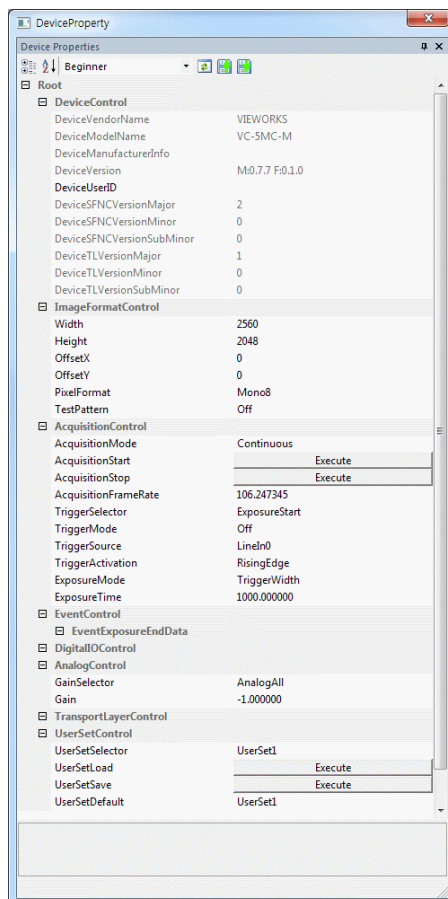 DeviceProperty
Device Properties
Beginner
Root
DeviceControl
DeviceVendorName VIEWORKS
DeviceModelName VC-5MC-M
DeviceManufacturerInfo
DeviceVersion M:0.7.7 F:0.1.0
DeviceUserID
DeviceSFNCVersionMajor 2
DeviceSFNCVersionMinor 0
DeviceSFNCVersionSubMinor 0
DeviceTLVersionMajor 1
DeviceTLVersionMinor 0
DeviceTLVersionSubMinor 0
ImageFormatControl
Width 2560
Height 2048
OffsetX 0
OffsetY 0
PixelFormat Mono8
TestPattern Off
AcquisitionControl
AcquisitionMode Continuous
AcquisitionStart Execute
AcquisitionStop Execute
AcquisitionFrameRate 106.247345
TriggerSelector ExposureStart
TriggerMode Off
TriggerSource LineIn0
TriggerActivation RisingEdge
ExposureMode TriggerWidth
ExposureTime 1000.000000
EventControl
EventExposureEndData
DigitalIOControl
AnalogControl
GainSelector AnalogAll
Gain -1.000000
TransportLayerControl
UserSetControl
UserSetSelector UserSet1
UserSetLoad Execute
UserSetSave Execute
UserSetDefault UserSet1